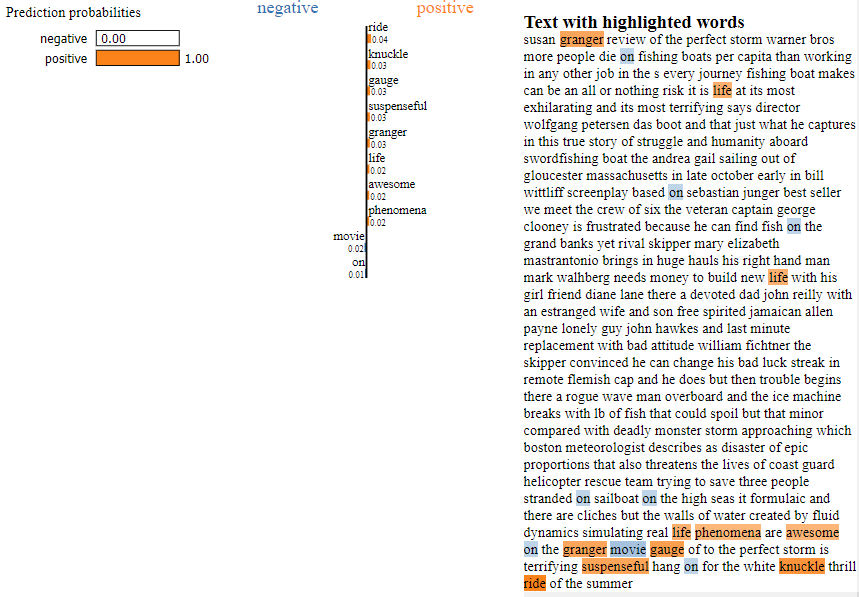 Prediction probabilities
negative 0.00
positive 1.00
negative positive
ride
0.04
knuckle
0.03
gauge
0.03
suspenseful
0.03
granger
0.03
life
0.02
awesome
0.02
phenomena
0.02
movie
0.02
on
0.01
Text with highlighted words
susan granger review of the perfect storm warner bros
more people die on fishing boats per capita than working
in any other job in the s every journey fishing boat makes
can be an all or nothing risk it is life at its most
exhilarating and its most terrifying says director
wolfgang petersen das boot and that just what he captures
in this true story of struggle and humanity aboard
swordfishing boat the andrea gail sailing out of
gloucester massachusetts in late october early in bill
wittliff screenplay based on sebastian junger best seller
we meet the crew of six the veteran captain george
clooney is frustrated because he can find fish on the
grand banks yet rival skipper mary elizabeth
mastrantonio brings in huge hauls his right hand man
mark walhberg needs money to build new life with his
girl friend diane lane there a devoted dad john reilly with
an estranged wife and son free spirited jamaican allen
payne lonely guy john hawkes and last minute
replacement with bad attitude william fichtner the
skipper convinced he can change his bad luck streak in
remote flemish cap and he does but then trouble begins
there a rogue wave man overboard and the ice machine
breaks with lb of fish that could spoil but that minor
compared with deadly monster storm approaching which
boston meteorologist describes as disaster of epic
proportions that also threatens the lives of coast guard
helicopter rescue team trying to save three people
stranded on sailboat on the high seas it formulaic and
there are cliches but the walls of water created by fluid
dynamics simulating real life phenomena are awesome
on the granger movie gauge of to the perfect storm is
terrifying suspenseful hang on for the white knuckle thrill
ride of the summer